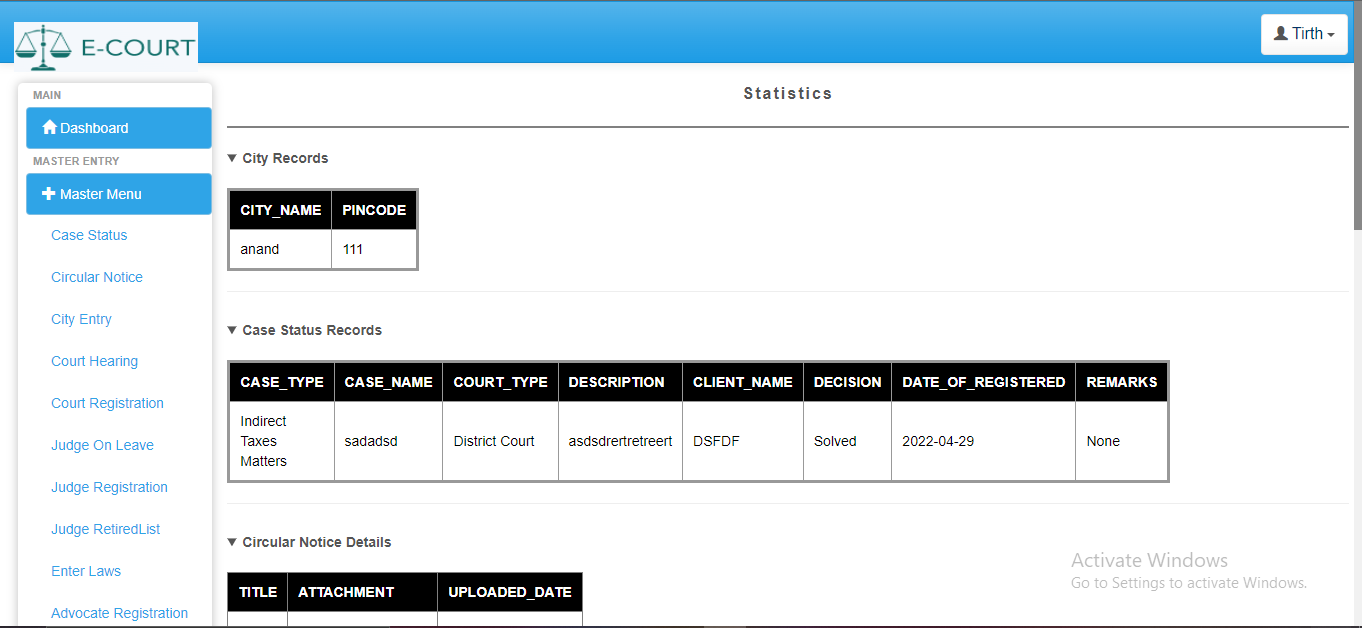 E-COURT
Tirth
MAIN
Dashboard
MASTER ENTRY
Master Menu
Case Status
Circular Notice
City Entry
Court Hearing
Court Registration
Judge On Leave
Judge Registration
Judge RetiredList
Enter Laws
Advocate Registration
Statistics
City Records
CITY_NAME PINCODE
anand 111
Case Status Records
CASE_TYPE CASE_NAME COURT_TYPE DESCRIPTION CLIENT_NAME DECISION DATE_OF_REGISTERED REMARKS
Indirect
Taxes
Matters
sadadsd District Court asdsdrertretreert DSFDF Solved 2022-04-29 None
Circular Notice Details
TITLE ATTACHMENT UPLOADED_DATE
Activate Windows
Go to Settings to activate Windows.